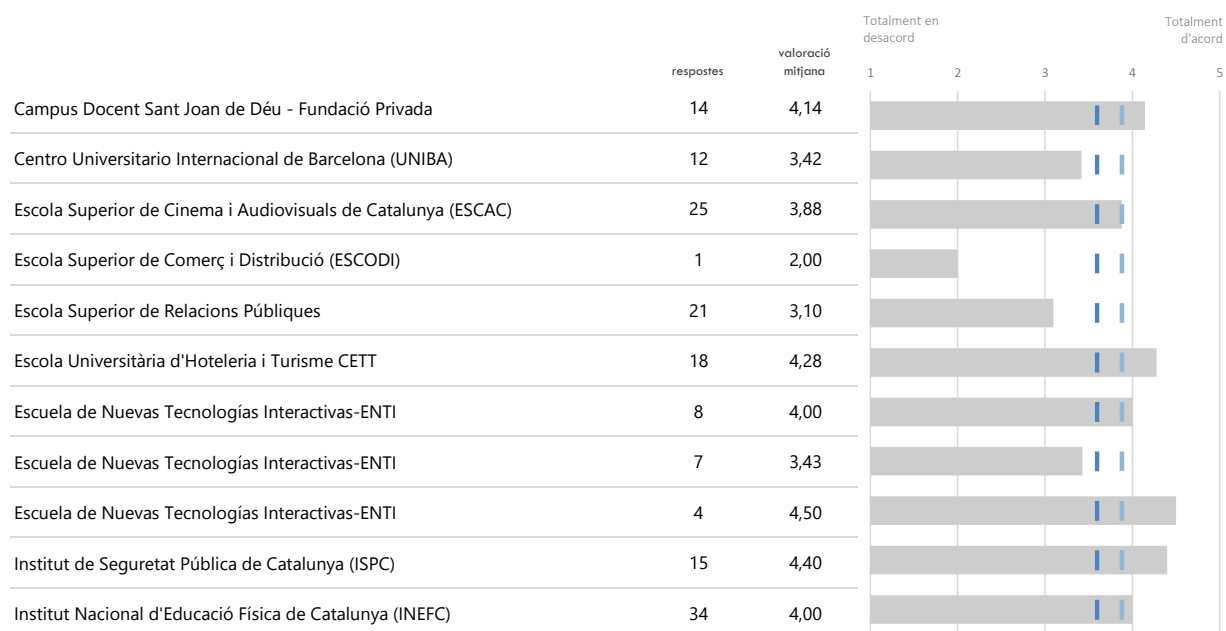 Totalment en desacord
Totalment d'acord
respostes
valoració mitjana
1 2 3 4 5
Campus Docent Sant Joan de Déu - Fundació Privada 14 4,14
Centro Universitario Internacional de Barcelona (UNIBA) 12 3,42
Escola Superior de Cinema i Audiovisuals de Catalunya (ESCAC) 25 3,88
Escola Superior de Comerç i Distribució (ESCODI) 1 2,00
Escola Superior de Relacions Públiques 21 3,10
Escola Universitària d'Hoteleria i Turisme CETT 18 4,28
Escuela de Nuevas Tecnologías Interactivas-ENTI 8 4,00
Escuela de Nuevas Tecnologías Interactivas-ENTI 7 3,43
Escuela de Nuevas Tecnologías Interactivas-ENTI 4 4,50
Institut de Seguretat Pública de Catalunya (ISPC) 15 4,40
Institut Nacional d'Educació Física de Catalunya (INEFC) 34 4,00